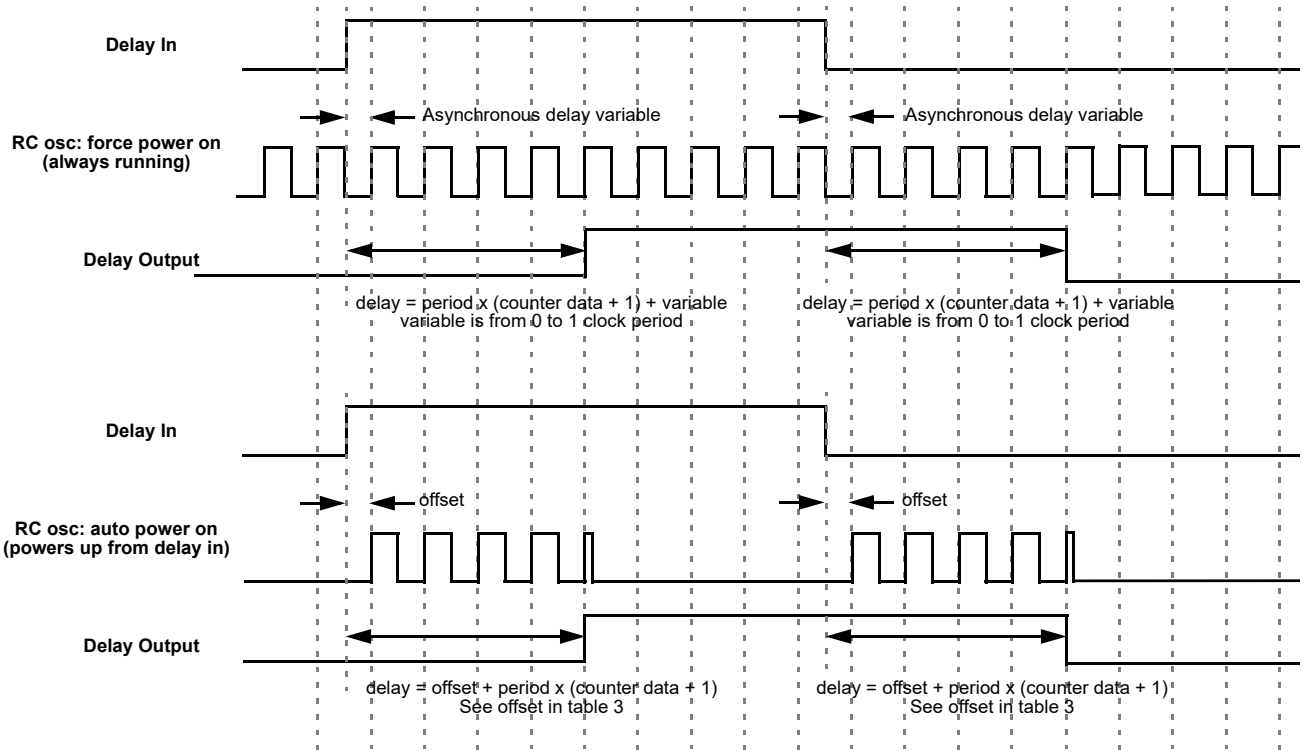 Delay In
Asynchronous delay variable
Asynchronous delay variable
RC osc: force power on
(always running)
Delay Output
delay = period x (counter data + 1) + variable
variable is from 0 to 1 clock period
delay = period x (counter data + 1) + variable
variable is from 0 to 1 clock period
Delay In
offset
offset
RC osc: auto power on
(powers up from delay in)
Delay Output
delay = offset + period x (counter data + 1)
See offset in table 3
delay = offset + period x (counter data + 1)
See offset in table 3